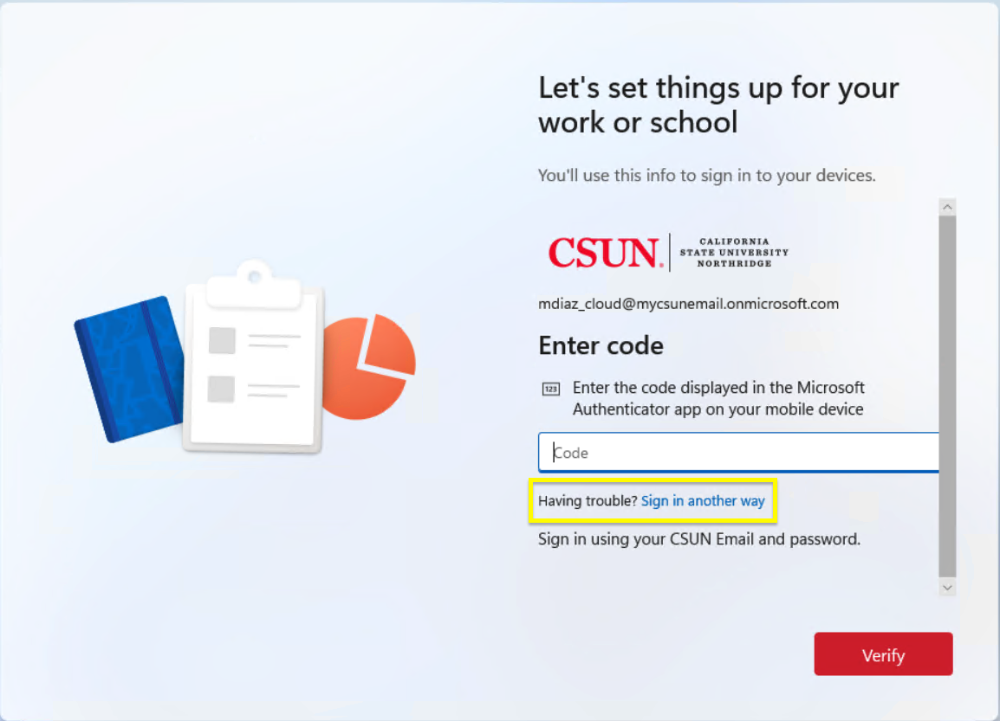 Let's set things up for your
work or school
You'll use this info to sign in to your devices.
CSUN. CALIFORNIA
STATE UNIVERSITY
NORTHRIDGE
mdiaz_cloud@mycsunemail.onmicrosoft.com
Enter code
123 Enter the code displayed in the Microsoft
Authenticator app on your mobile device
Code
Having trouble? Sign in another way
Sign in using your CSUN Email and password.
Verify